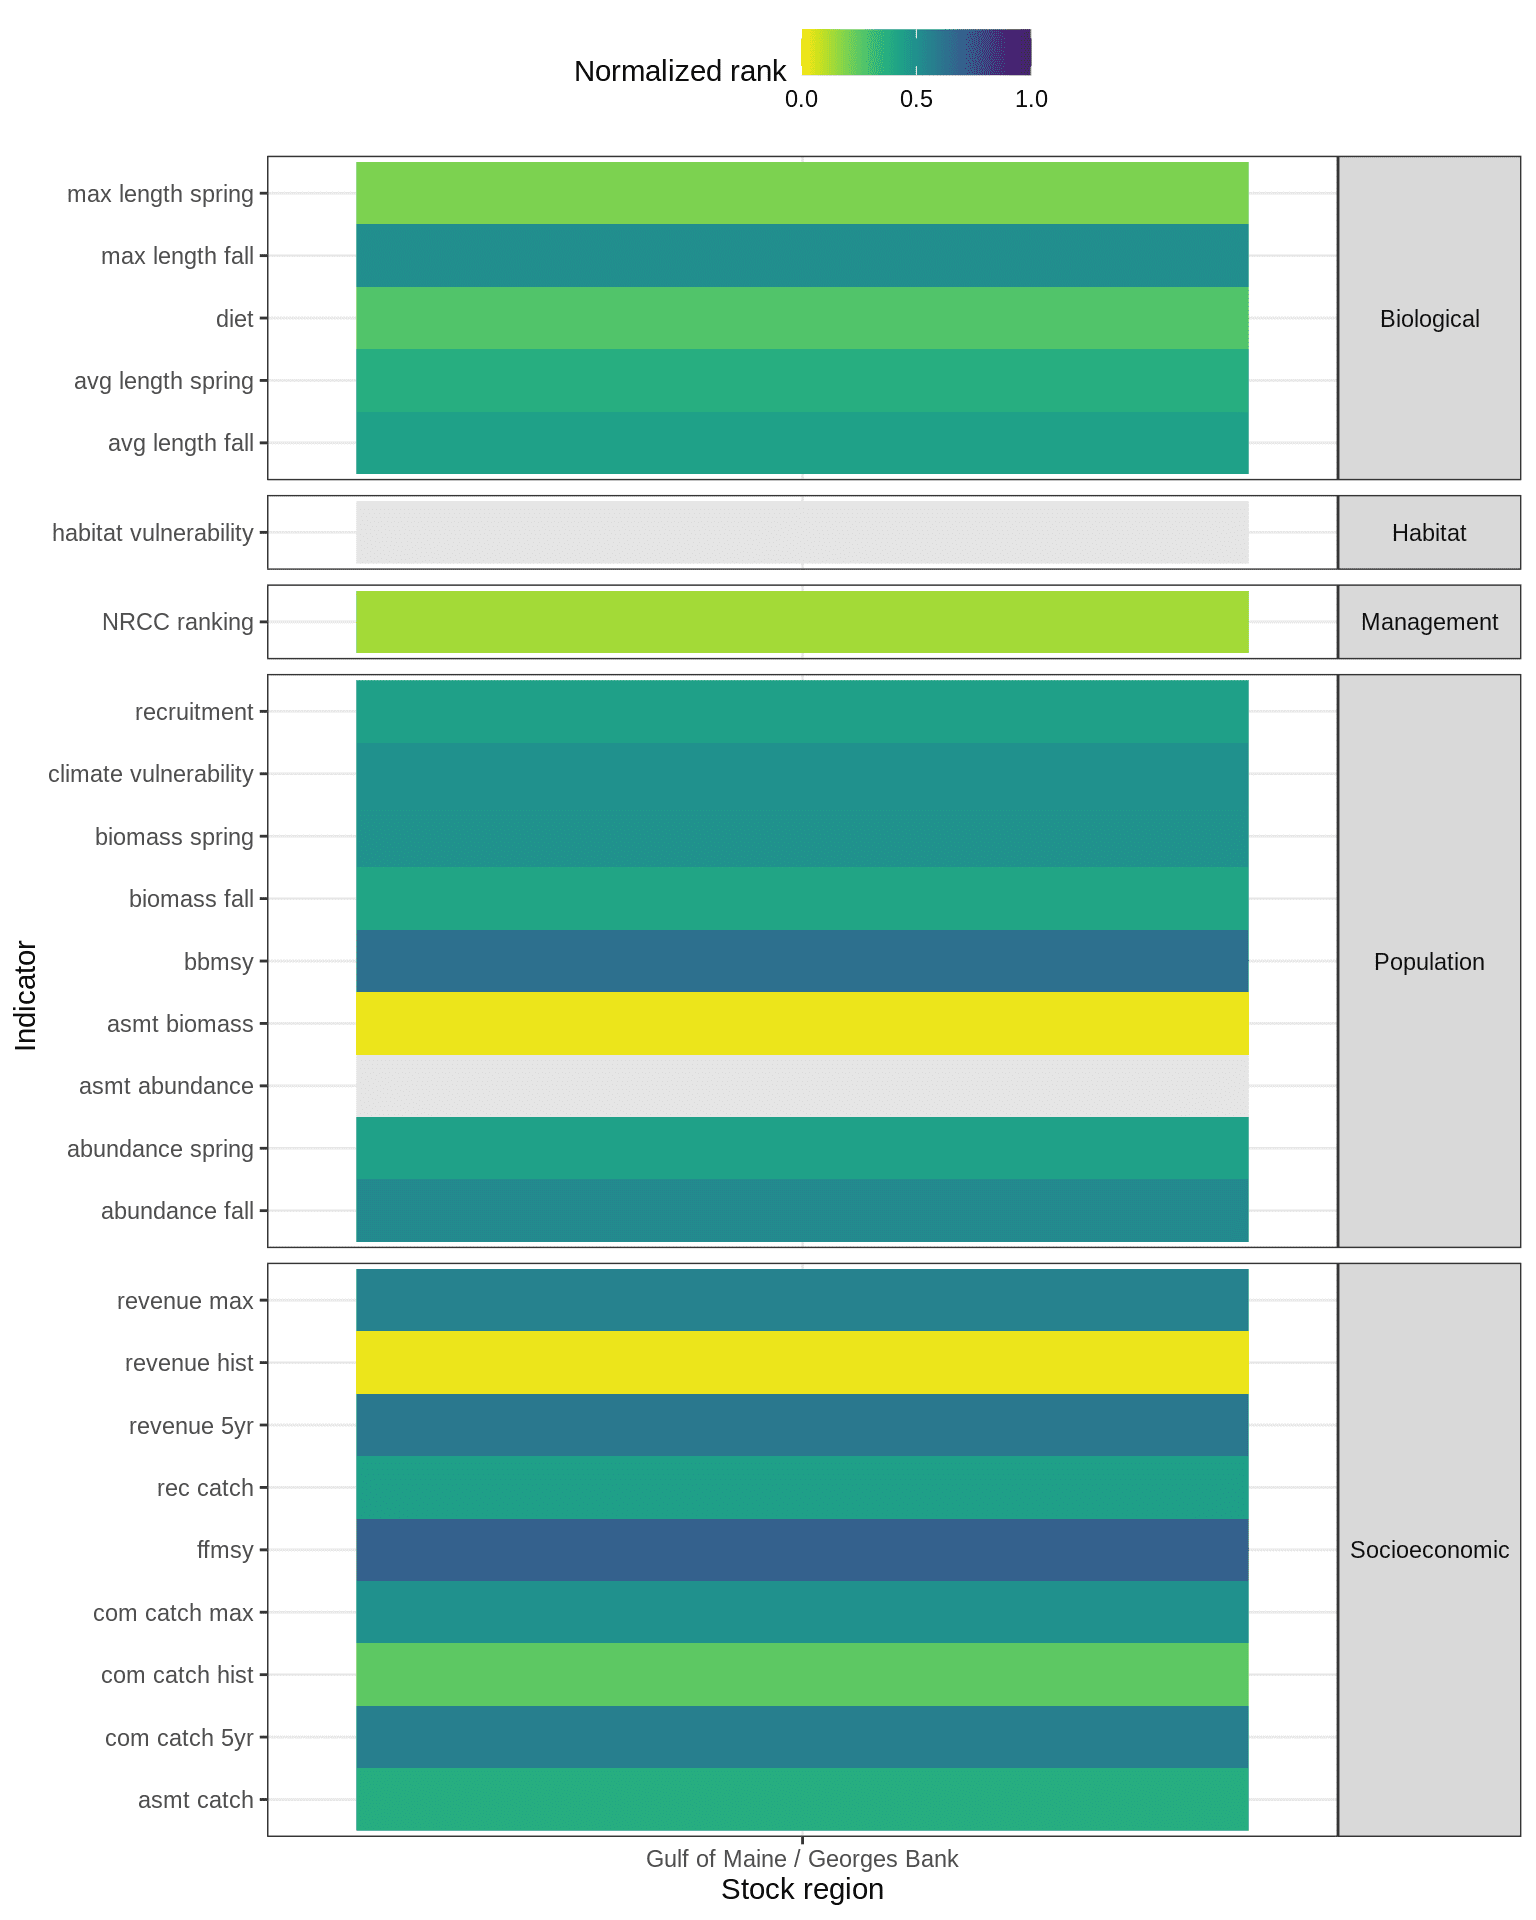 Normalized rank
0.0 0.5 1.0
max length spring
max length fall
diet
avg length spring
avg length fall
Biological
habitat vulnerability
Habitat
NRCC ranking
Management
recruitment
climate vulnerability
biomass spring
biomass fall
bbmsy
asmt biomass
asmt abundance
abundance spring
abundance fall
Population
revenue max
revenue hist
revenue 5yr
rec catch
ffmsy
com catch max
com catch hist
com catch 5yr
asmt catch
Socioeconomic
Indicator
Gulf of Maine / Georges Bank
Stock region